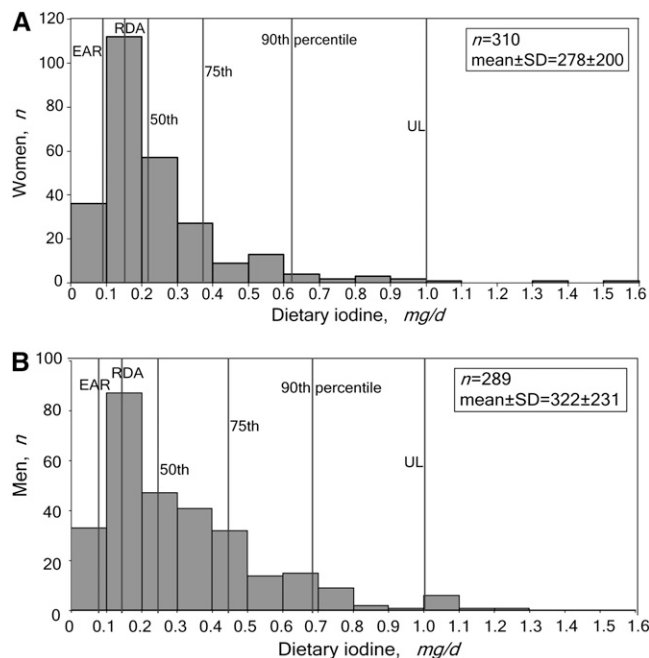 A
120
100
80
60
40
20
0
Women, n
EAR
RDA
50th
75th
90th percentile
UL
n=310
mean±SD=278±200
0 0.1 0.2 0.3 0.4 0.5 0.6 0.7 0.8 0.9 1.0 1.1 1.2 1.3 1.4 1.5 1.6
Dietary iodine, mg/d
B
100
80
60
40
20
0
Men, n
EAR
RDA
50th
75th
90th percentile
UL
n=289
mean±SD=322±231
0 0.1 0.2 0.3 0.4 0.5 0.6 0.7 0.8 0.9 1.0 1.1 1.2 1.3 1.4 1.5 1.6
Dietary iodine, mg/d